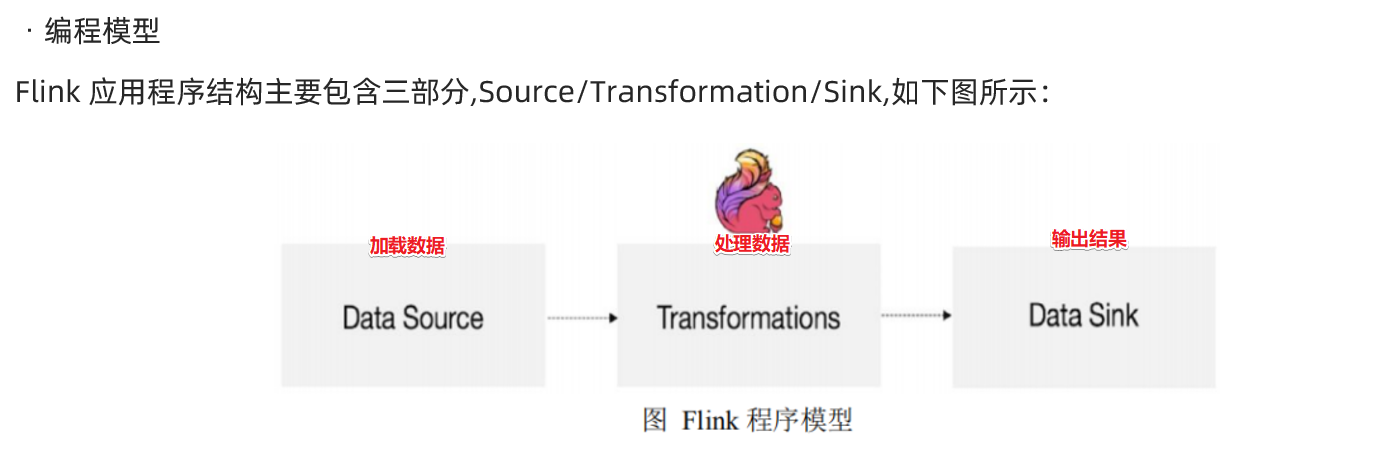 · 编程模型
Flink 应用程序结构主要包含三部分,Source/Transformation/Sink,如下图所示：
加载数据
处理数据
输出结果
Data Source
Transformations
Data Sink
图 Flink 程序模型